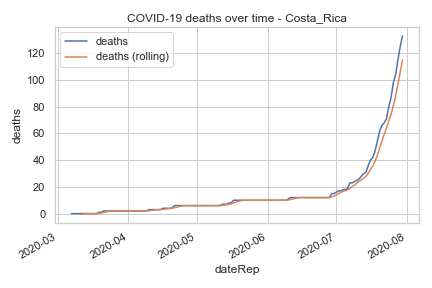 COVID-19 deaths over time - Costa_Rica
deaths
deaths (rolling)
deaths
120
100
80
60
40
20
0
2020-03
2020-04
2020-05
2020-06
2020-07
2020-08
dateRep